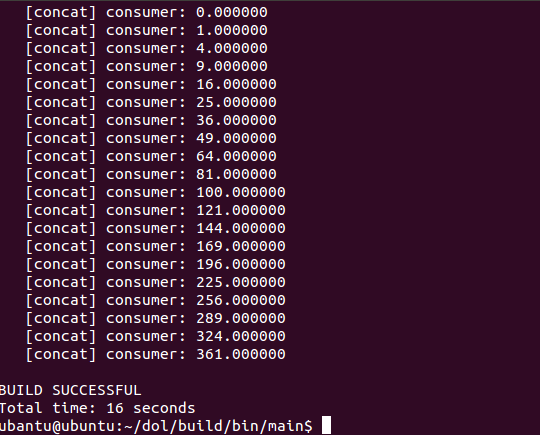 [concat] consumer: 0.000000
[concat] consumer: 1.000000
[concat] consumer: 4.000000
[concat] consumer: 9.000000
[concat] consumer: 16.000000
[concat] consumer: 25.000000
[concat] consumer: 36.000000
[concat] consumer: 49.000000
[concat] consumer: 64.000000
[concat] consumer: 81.000000
[concat] consumer: 100.000000
[concat] consumer: 121.000000
[concat] consumer: 144.000000
[concat] consumer: 169.000000
[concat] consumer: 196.000000
[concat] consumer: 225.000000
[concat] consumer: 256.000000
[concat] consumer: 289.000000
[concat] consumer: 324.000000
[concat] consumer: 361.000000
BUILD SUCCESSFUL
Total time: 16 seconds
ubantu@ubuntu:~/dol/build/bin/main$